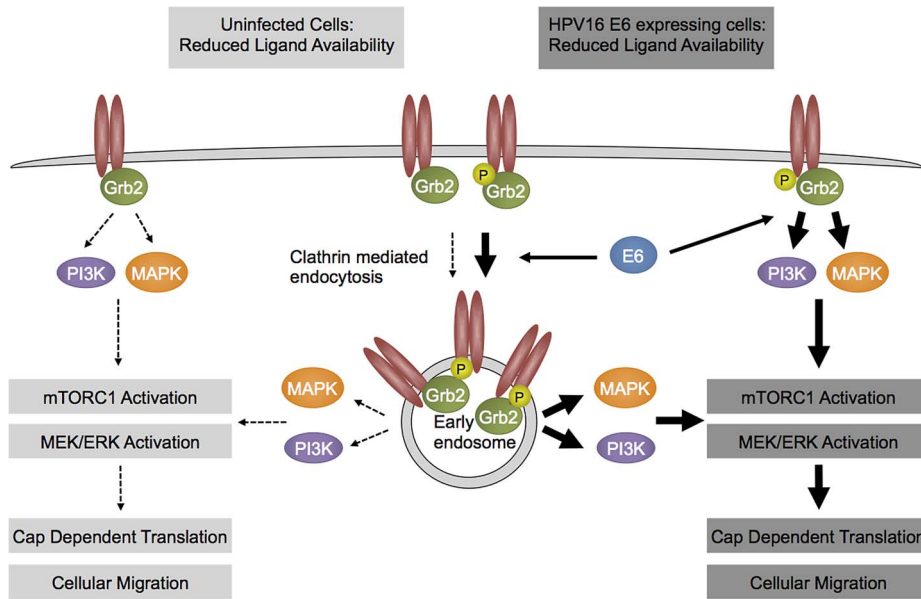 Uninfected Cells:
Reduced Ligand Availability
HPV16 E6 expressing cells:
Reduced Ligand Availability
Grb2
Grb2
P
Grb2
P
Grb2
PI3K
MAPK
Clathrin mediated
endocytosis
E6
PI3K
MAPK
P
Grb2
P
Grb2
Early
endosome
MAPK
PI3K
MAPK
PI3K
mTORC1 Activation
MEK/ERK Activation
mTORC1 Activation
MEK/ERK Activation
Cap Dependent Translation
Cellular Migration
Cap Dependent Translation
Cellular Migration